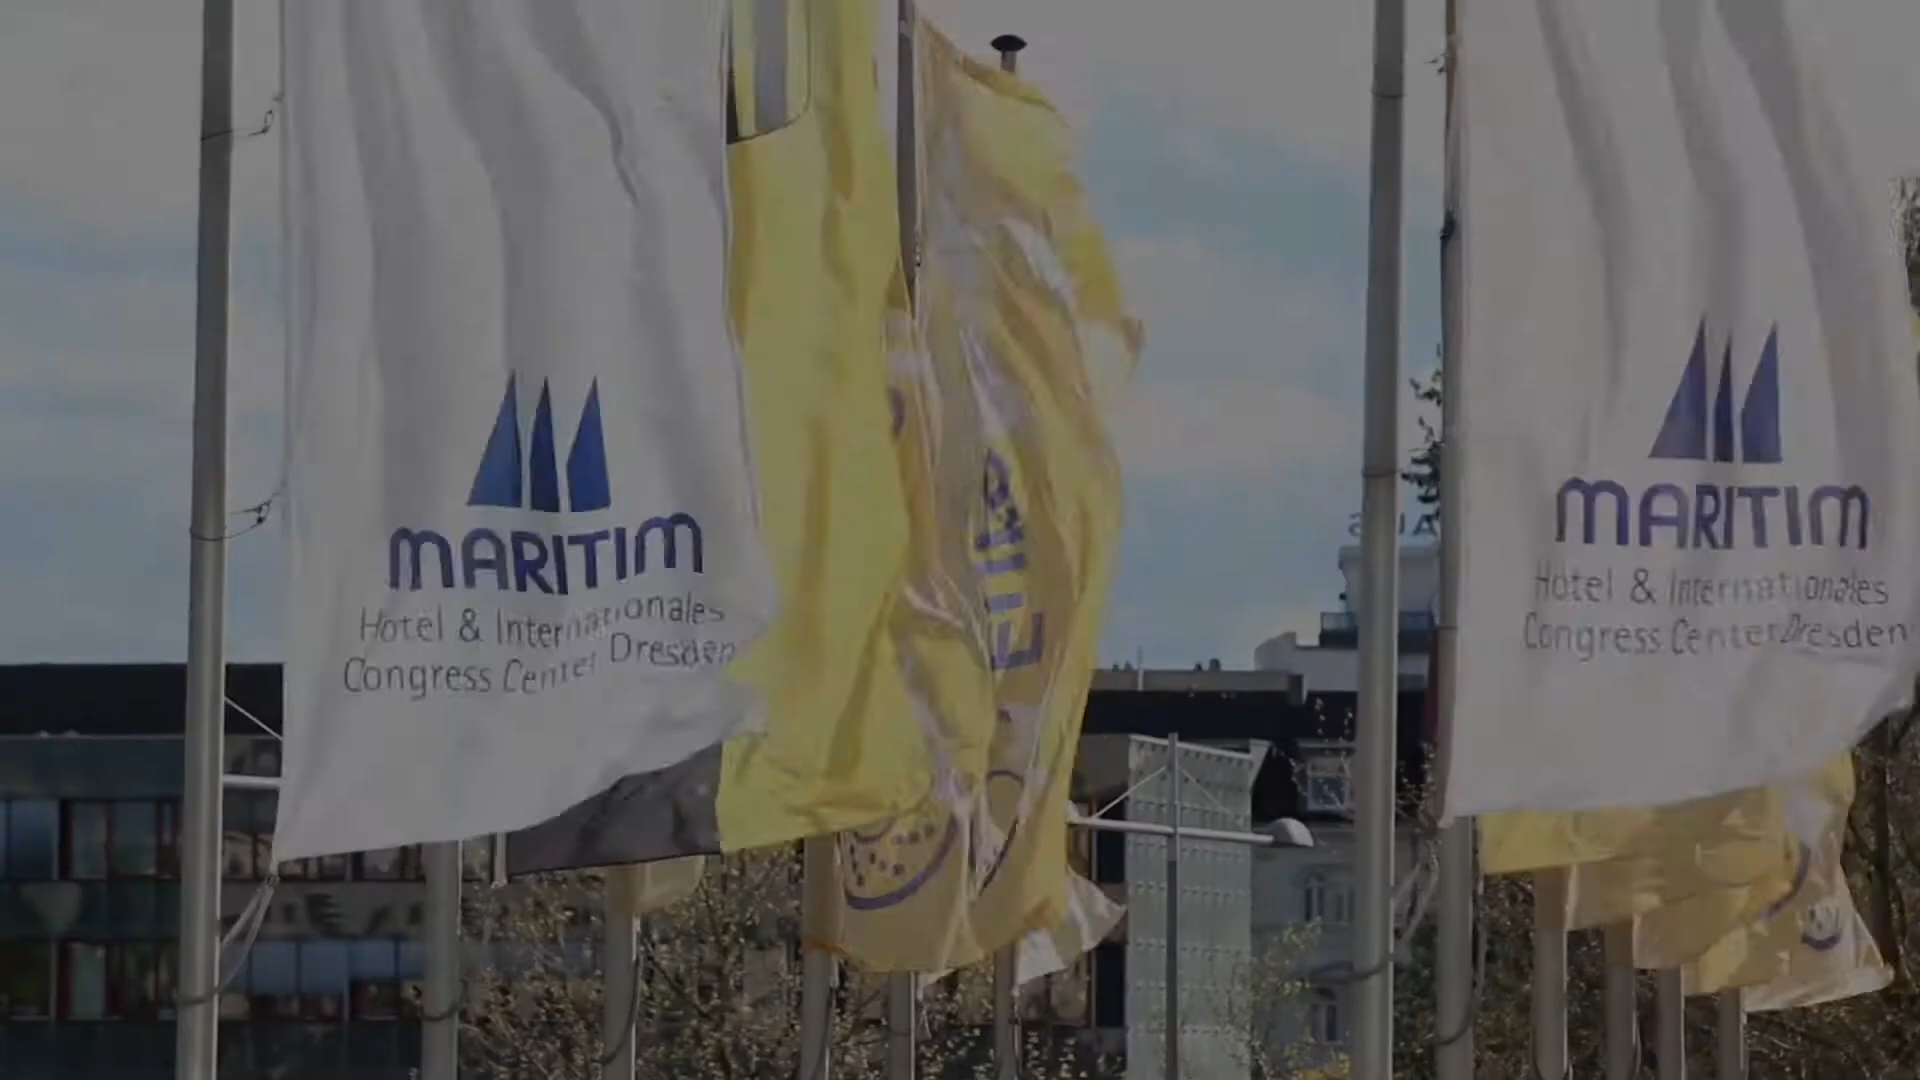 MARITIM
Hotel & Internationales
Congress Center Dresden
MARITIM
Hotel & Internationales
Congress Center Dresden